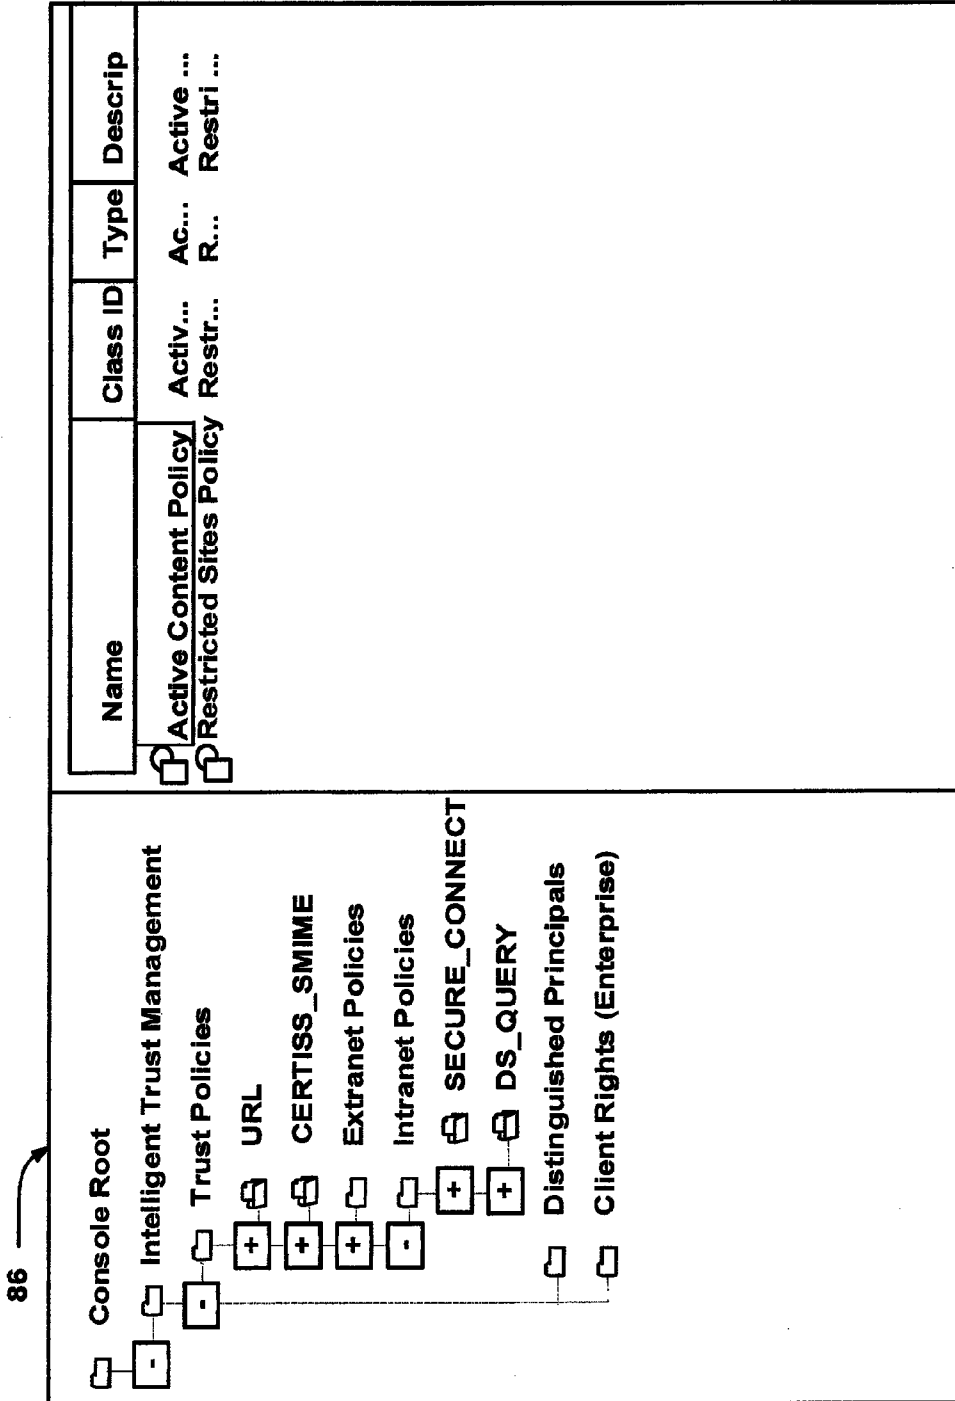 86
Console Root
Intelligent Trust Management
Trust Policies
URL
CERTISS_SMIME
Extranet Policies
Intranet Policies
SECURE_CONNECT
DS_QUERY
Distinguished Principals
Client Rights (Enterprise)
Name Class ID Type Descrip
Active Content Policy Activ... Ac... Active ...
Restricted Sites Policy Restr... R... Restri ...